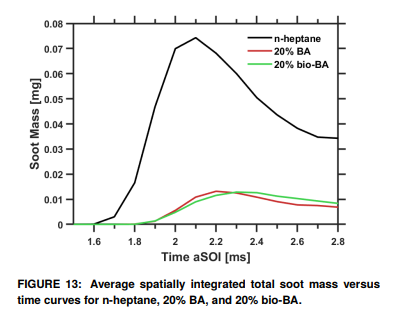 0.08
0.07
0.06
0.05
0.04
0.03
0.02
0.01
0
Soot Mass [mg]
n-heptane
20% BA
20% bio-BA
1.6 1.8 2 2.2 2.4 2.6 2.8
Time aSOI [ms]
FIGURE 13: Average spatially integrated total soot mass versus
time curves for n-heptane, 20% BA, and 20% bio-BA.